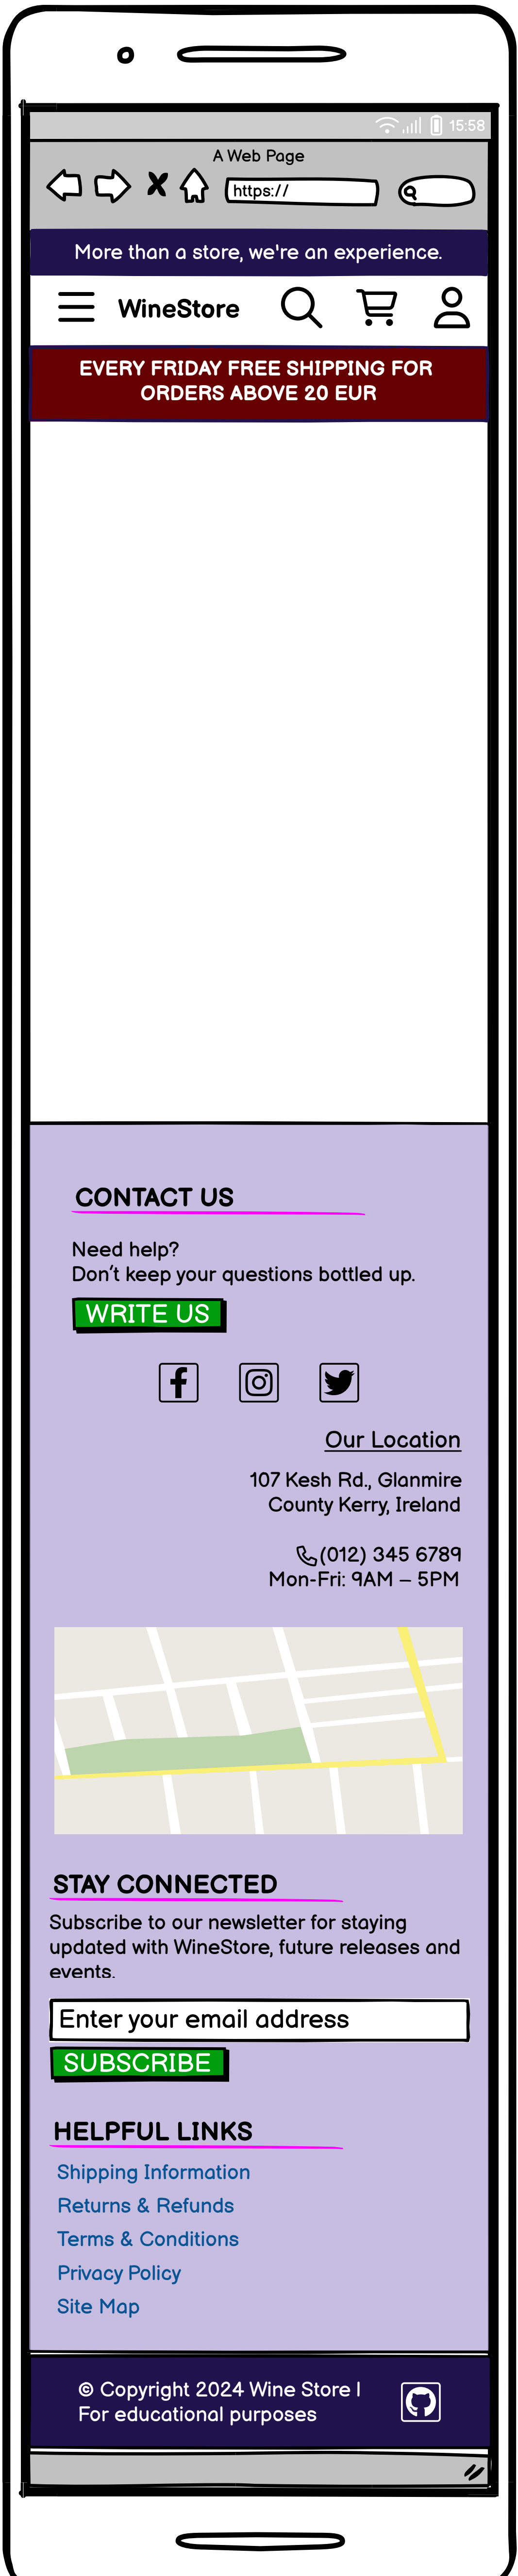 15:58
A Web Page
https://
More than a store, we're an experience.
WineStore
EVERY FRIDAY FREE SHIPPING FOR
ORDERS ABOVE 20 EUR
CONTACT US
Need help?
Don't keep your questions bottled up.
WRITE US
Our Location
107 Kesh Rd., Glanmire
County Kerry, Ireland
(012) 345 6789
Mon-Fri: 9AM – 5PM
STAY CONNECTED
Subscribe to our newsletter for staying
updated with WineStore, future releases and
events.
Enter your email address
SUBSCRIBE
HELPFUL LINKS
Shipping Information
Returns & Refunds
Terms & Conditions
Privacy Policy
Site Map
© Copyright 2024 Wine Store |
For educational purposes